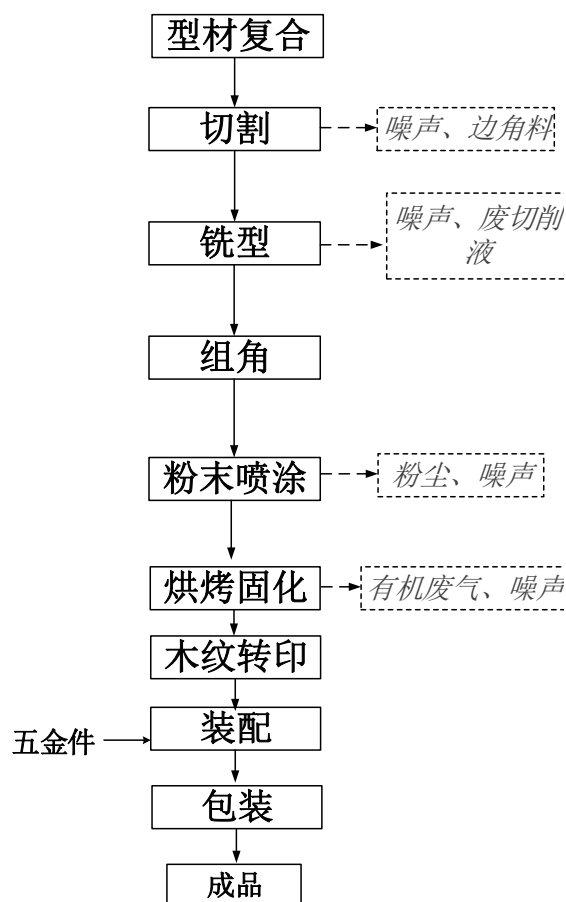 型材复合
切割
噪声、边角料
铣型
噪声、废切削
液
组角
粉末喷涂
粉尘、噪声
烘烤固化
有机废气、噪声
木纹转印
五金件
装配
包装
成品